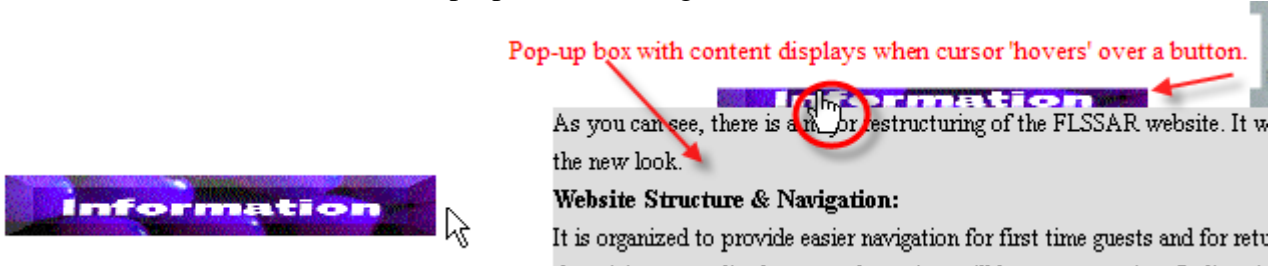 Pop-up box with content displays when cursor 'hovers' over a button.
Information
As you can see, there is a major restructuring of the FLSSAR website. It
the new look.
Website Structure & Navigation:
Information
It is organized to provide easier navigation for first time guests and for